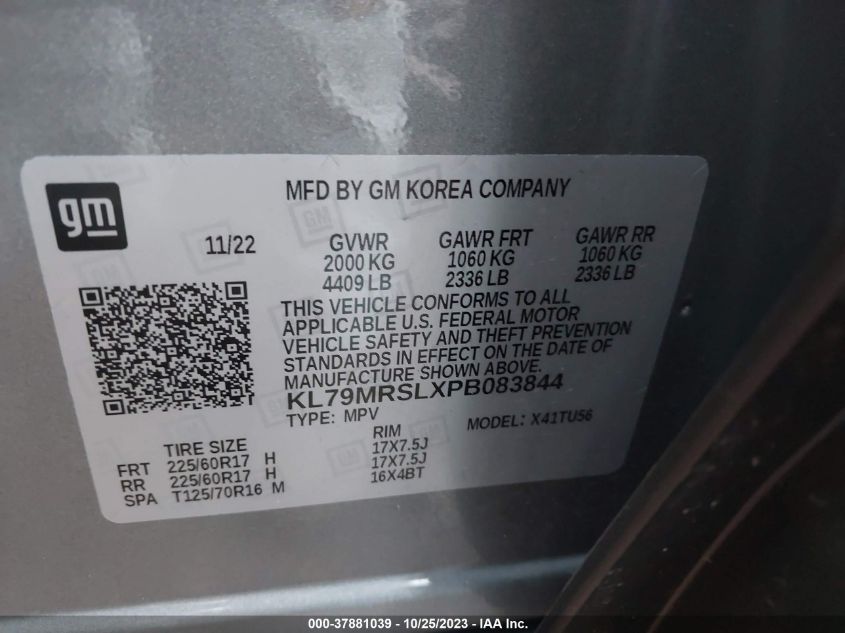 gm
MFD BY GM KOREA COMPANY
11/22
GVWR GAWR FRT GAWR RR
2000 KG 1060 KG 1060 KG
4409 LB 2336 LB 2336 LB
THIS VEHICLE CONFORMS TO ALL
APPLICABLE U.S. FEDERAL MOTOR
VEHICLE SAFETY AND THEFT PREVENTION
STANDARDS IN EFFECT ON THE DATE OF
MANUFACTURE SHOWN ABOVE.
KL79MRSLXPB083844
TYPE: MPV MODEL: X41TU56
TIRE SIZE RIM
FRT 225/60R17 H 17X7.5J
RR 225/60R17 H 17X7.5J
SPA T125/70R16 M 16X4BT
000-37881039 - 10/25/2023 - IAA Inc.